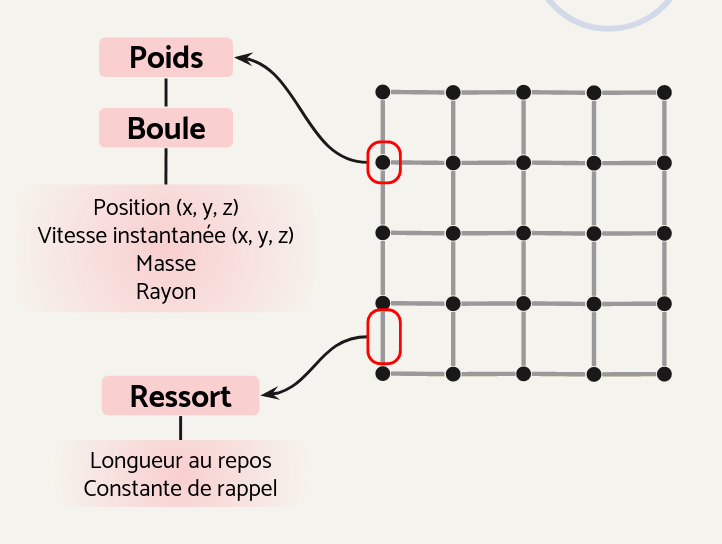 Poids
Boule
Position (x, y, z)
Vitesse instantanée (x, y, z)
Masse
Rayon
Ressort
Longueur au repos
Constante de rappel